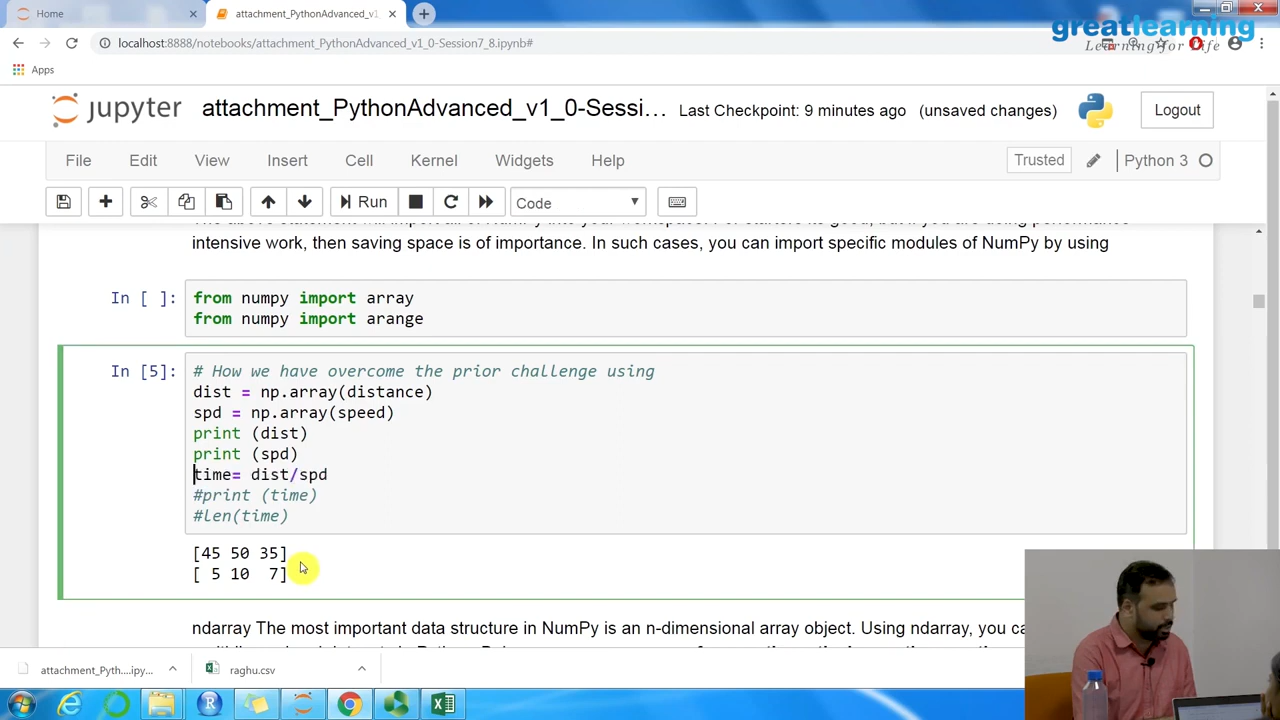 Home
attachment_PythonAdvanced_v1_
localhost:8888/notebooks/attachment_PythonAdvanced_v1_0-Session7_8.ipynb#
greatlearning
Learning for Life
Apps
jupyter attachment_PythonAdvanced_v1_0-Sessi... Last Checkpoint: 9 minutes ago (unsaved changes)
Logout
File Edit View Insert Cell Kernel Widgets Help
Trusted Python 3
Run Code
intensive work, then saving space is of importance. In such cases, you can import specific modules of NumPy by using
In [ ]: from numpy import array
from numpy import arange
In [5]: # How we have overcome the prior challenge using
dist = np.array(distance)
spd = np.array(speed)
print (dist)
print (spd)
time= dist/spd
#print (time)
#len(time)
[45 50 35]
[ 5 10  7]
ndarray The most important data structure in NumPy is an n-dimensional array object. Using ndarray, you ca
attachment_Pyth....ipy...
raghu.csv